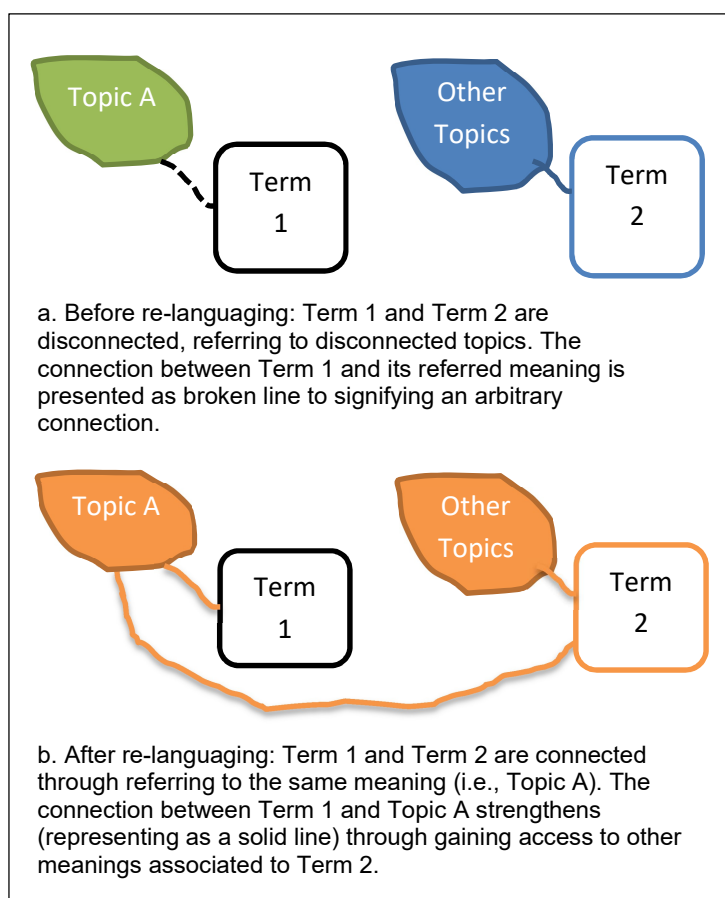 Topic A
Other
Topics
Term
1
Term
2
a. Before re-languaging: Term 1 and Term 2 are
disconnected, referring to disconnected topics. The
connection between Term 1 and its referred meaning is
presented as broken line to signifying an arbitrary
connection.
Topic A
Other
Topics
Term
1
Term
2
b. After re-languaging: Term 1 and Term 2 are connected
through referring to the same meaning (i.e., Topic A). The
connection between Term 1 and Topic A strengthens
(representing as a solid line) through gaining access to other
meanings associated to Term 2.